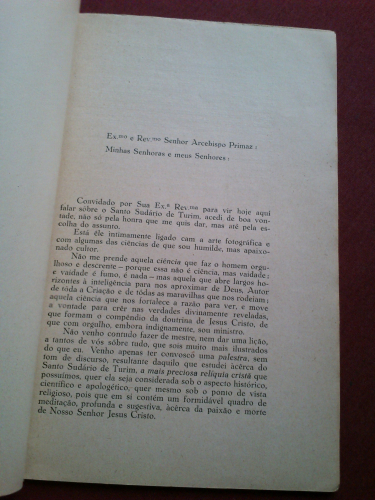 Ex.mo e Rev.mo Senhor Arcebispo Primaz:
Minhas Senhoras e meus Senhores:
Convidado por Sua Ex.ª Rev.ma para vir hoje aqui
falar sôbre o Santo Sudário de Turim, acedi de boa von-
tade, não só pela honra que me quis dar, mas até pela es-
colha do assunto.
Está êle intimamente ligado com a arte fotográfica e
com algumas das ciências de que sou humilde, mas apaixo-
nado cultor.
Não me prende aquela ciência que faz o homem orgu-
lhoso e descrente — porque essa não é ciência, mas vaidade;
e vaidade é fumo, é nada — mas aquela que abre largos ho-
rizontes à inteligência para nos aproximar de Deus, Autor
de tôda a Criação e de tôdas as maravilhas que nos rodeiam;
aquela ciência que nos fortalece a razão para ver, e move
a vontade para crêr nas verdades divinamente reveladas,
que formam o compêndio da doutrina de Jesus Cristo, de
que com orgulho, embora indignamente, sou ministro.
Não venho contudo fazer de mestre, nem dar uma lição,
a tantos de vós sôbre tudo, que sois muito mais ilustrados
do que eu. Venho apenas ter convosco uma palestra, sem
tom de discurso, resultante daquilo que estudei àcêrca do
Santo Sudário de Turim, a mais preciosa relíquia cristã que
possuímos, quer ela seja considerada sob o aspecto histórico,
científico e apologético, quer mesmo sob o ponto de vista
religioso, pois que em si contém um formidável quadro de
meditação, profunda e sugestiva, àcêrca da paixão e morte
de Nosso Senhor Jesus Cristo.